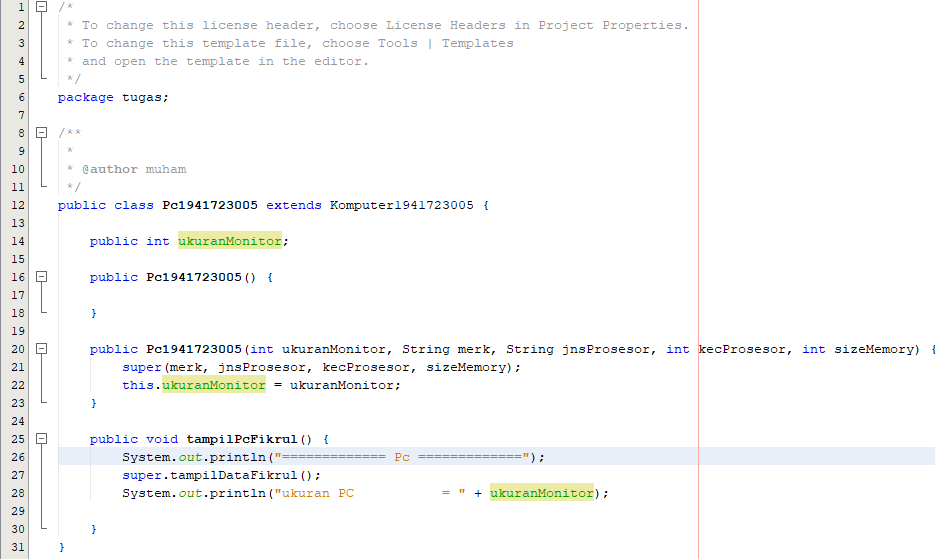 1 /*
2  * To change this license header, choose License Headers in Project Properties.
3  * To change this template file, choose Tools | Templates
4  * and open the template in the editor.
5  */
6 package tugas;
7
8 /**
9  *
10  * @author muham
11  */
12 public class Pc1941723005 extends Komputer1941723005 {
13
14     public int ukuranMonitor;
15
16     public Pc1941723005() {
17
18     }
19
20     public Pc1941723005(int ukuranMonitor, String merk, String jnsProsesor, int kecProsesor, int sizeMemory) {
21         super(merk, jnsProsesor, kecProsesor, sizeMemory);
22         this.ukuranMonitor = ukuranMonitor;
23     }
24
25     public void tampilPcFikrul() {
26         System.out.println("============= Pc =============");
27         super.tampilDataFikrul();
28         System.out.println("ukuran PC           = " + ukuranMonitor);
29
30     }
31 }